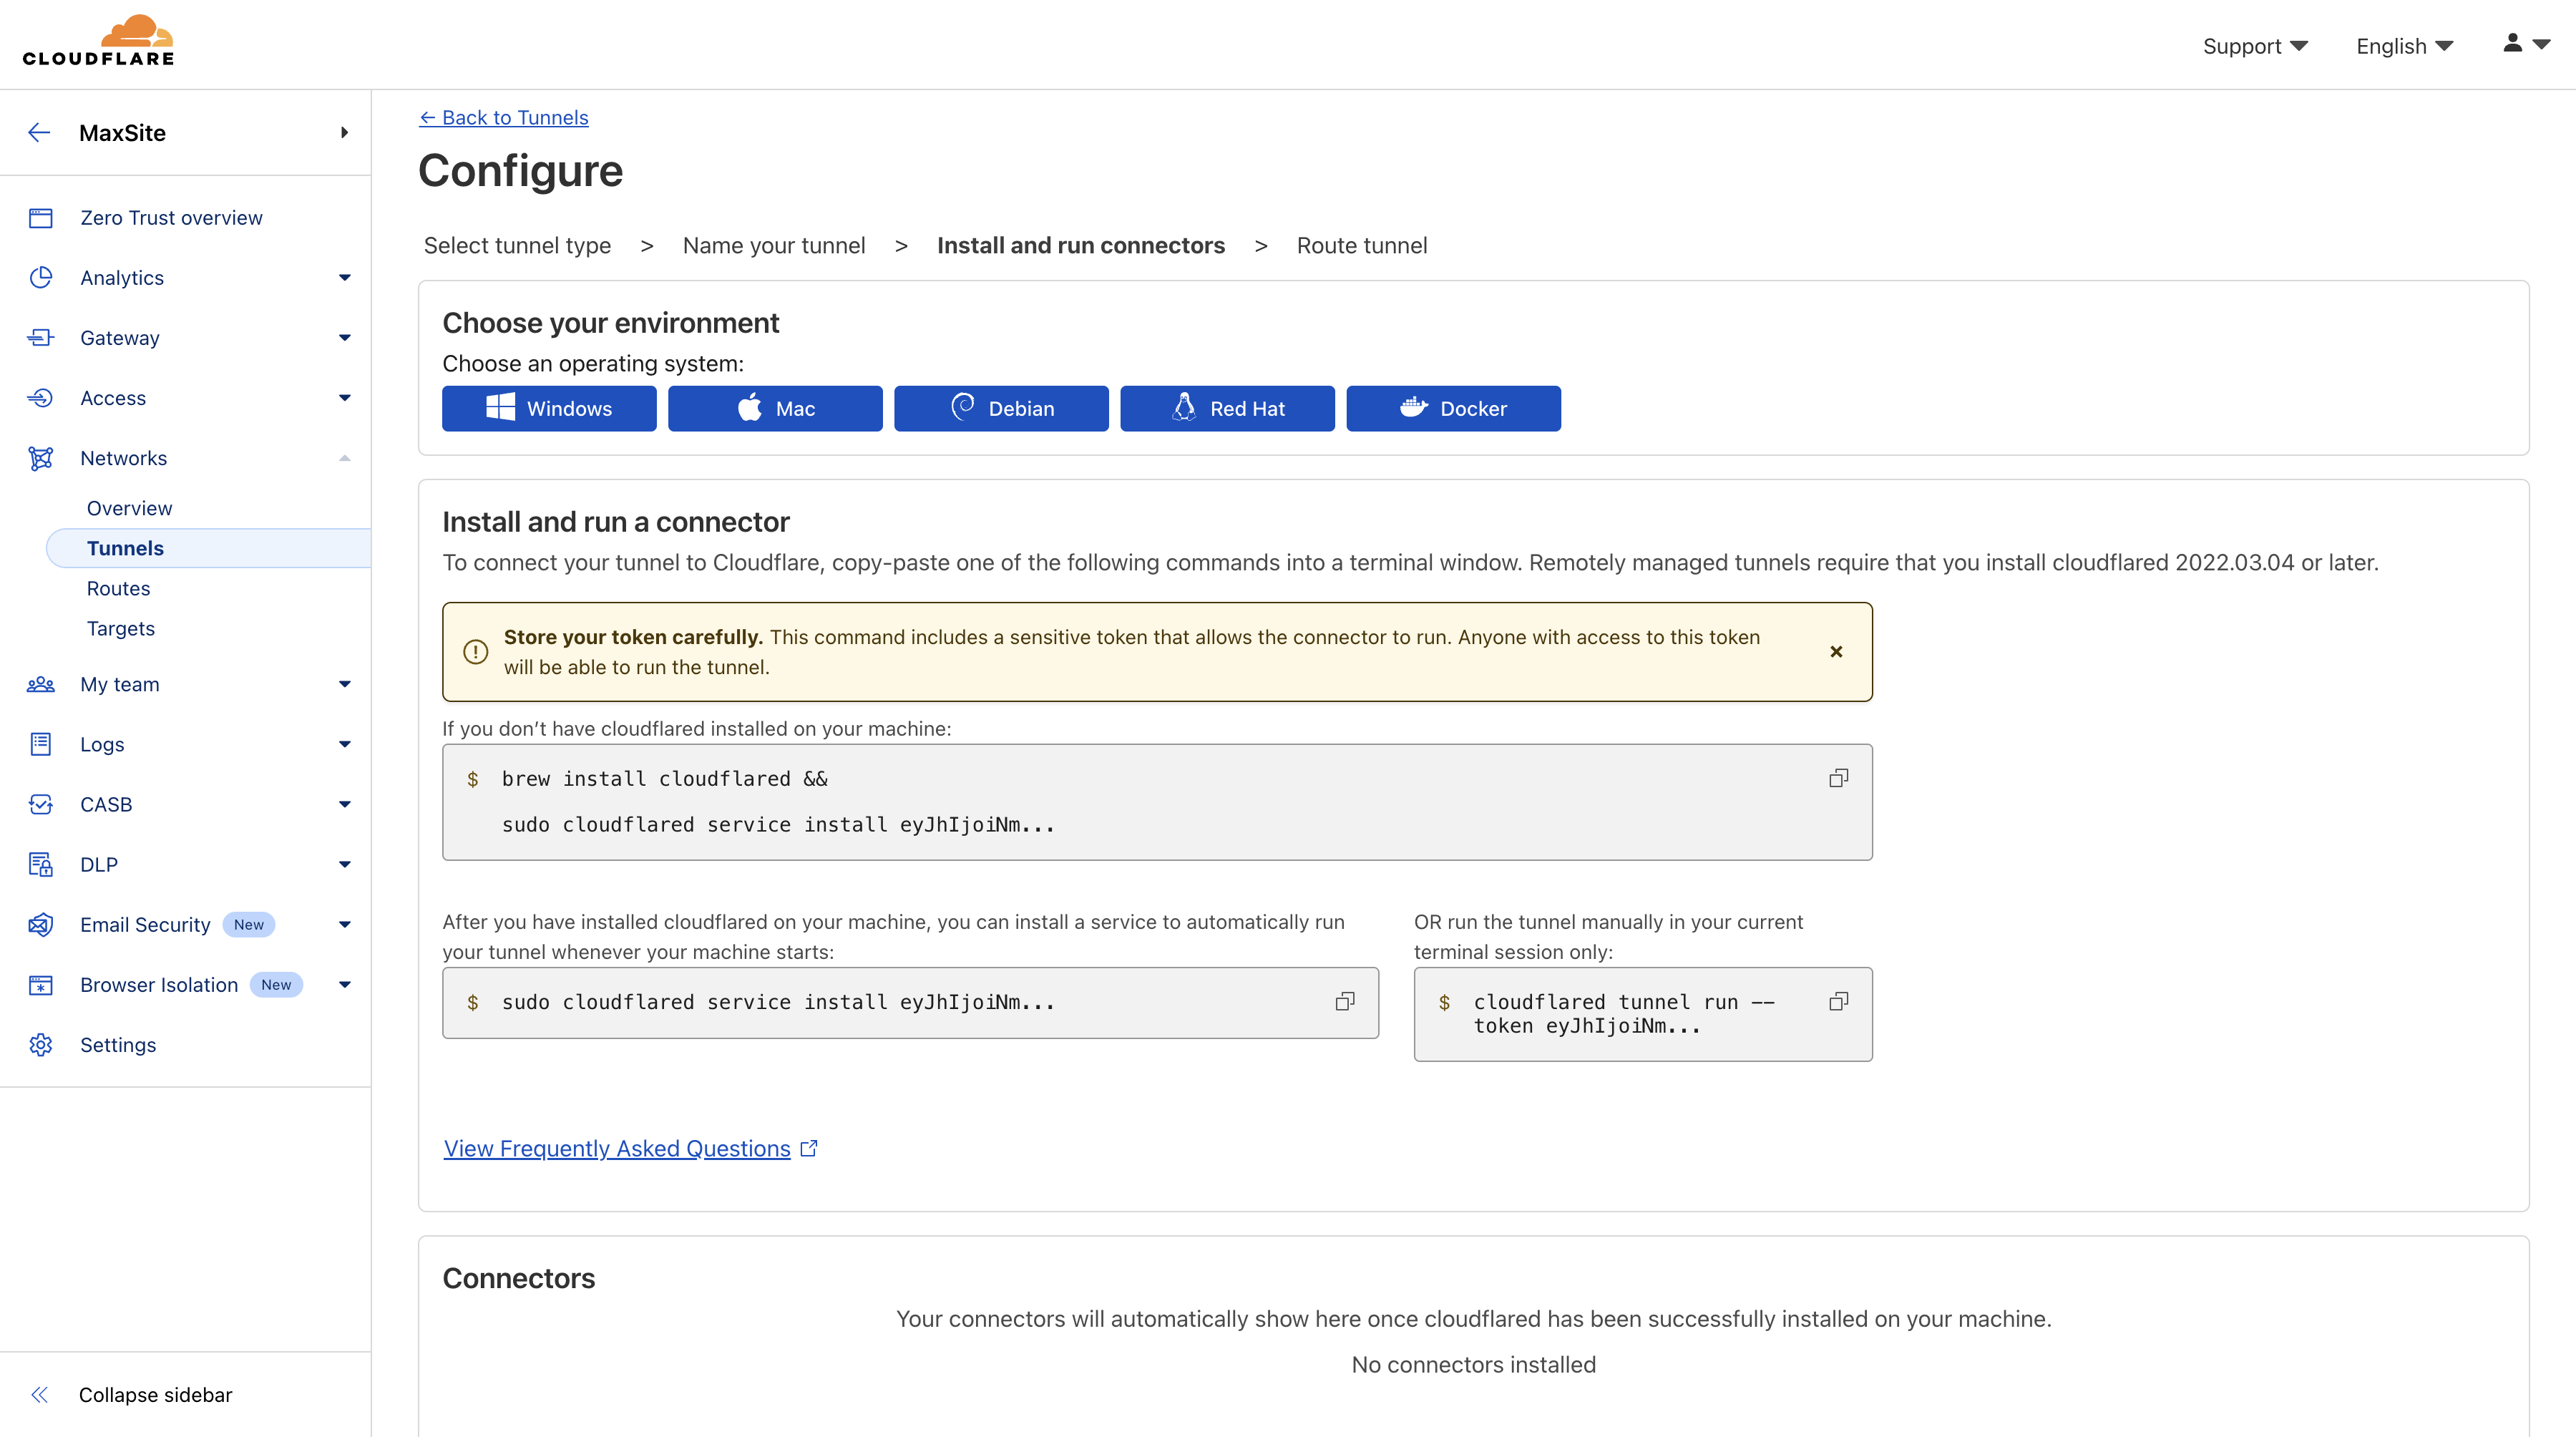 CLOUDFLARE
Support
English
MaxSite
Zero Trust overview
Analytics
Gateway
Access
Networks
Overview
Tunnels
Routes
Targets
My team
Logs
CASB
DLP
Email Security New
Browser Isolation New
Settings
Collapse sidebar
← Back to Tunnels
Configure
Select tunnel type > Name your tunnel > Install and run connectors > Route tunnel
Choose your environment
Choose an operating system:
Windows Mac Debian Red Hat Docker
Install and run a connector
To connect your tunnel to Cloudflare, copy-paste one of the following commands into a terminal window. Remotely managed tunnels require that you install cloudflared 2022.03.04 or later.
Store your token carefully. This command includes a sensitive token that allows the connector to run. Anyone with access to this token
will be able to run the tunnel.
If you don’t have cloudflared installed on your machine:
$ brew install cloudflared &&
sudo cloudflared service install eyJhIjoiNm...
After you have installed cloudflared on your machine, you can install a service to automatically run
your tunnel whenever your machine starts:
$ sudo cloudflared service install eyJhIjoiNm...
OR run the tunnel manually in your current
terminal session only:
$ cloudflared tunnel run --
token eyJhIjoiNm...
View Frequently Asked Questions
Connectors
Your connectors will automatically show here once cloudflared has been successfully installed on your machine.
No connectors installed